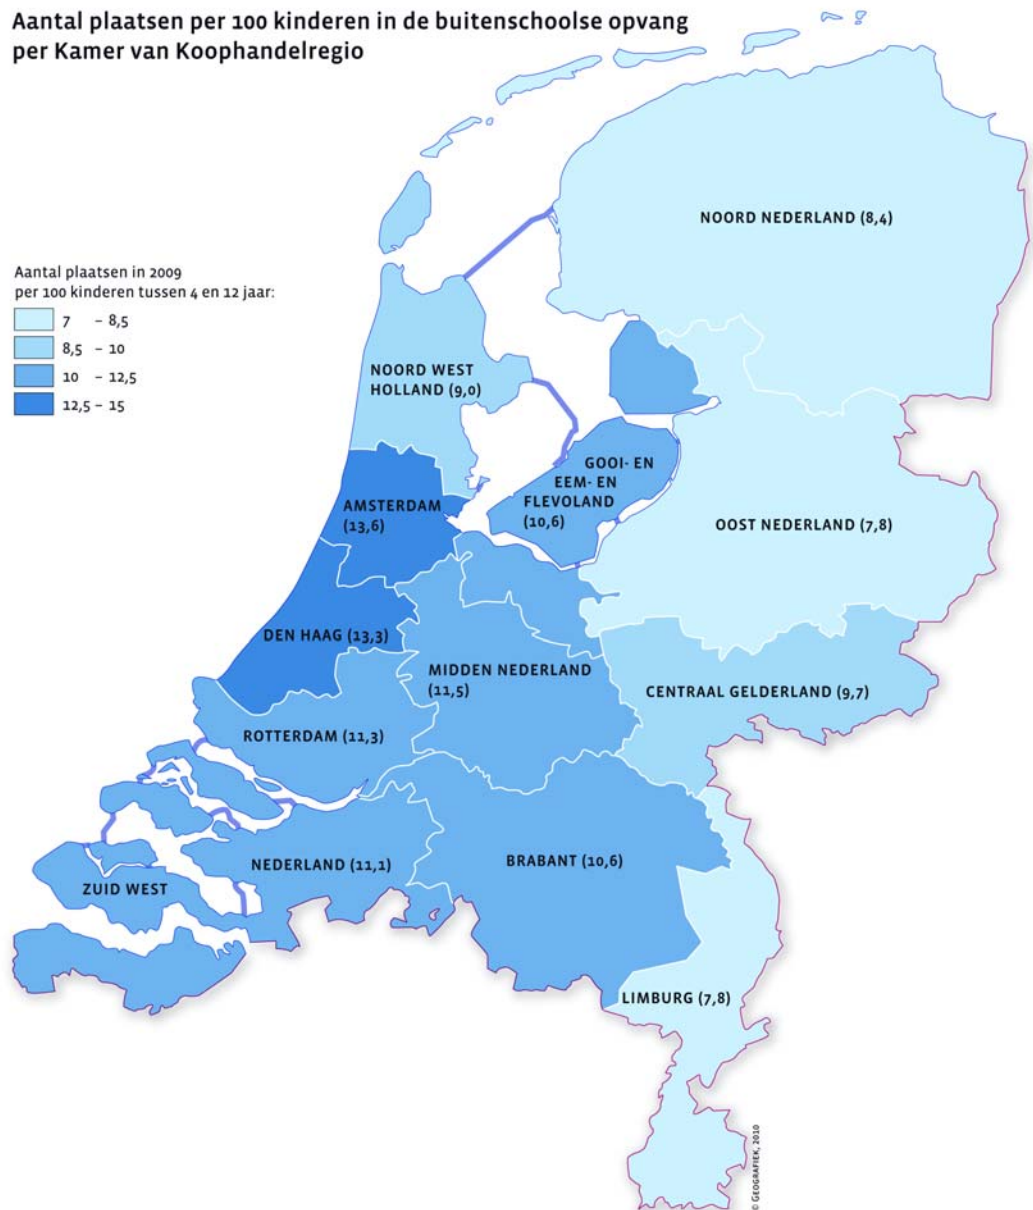 Aantal plaatsen per 100 kinderen in de buitenschoolse opvang
per Kamer van Koophandelregio
NOORD NEDERLAND (8,4)
Aantal plaatsen in 2009
per 100 kinderen tussen 4 en 12 jaar:
7 – 8,5
8,5 – 10
10 – 12,5
12,5 – 15
NOORD WEST
HOLLAND (9,0)
GOOI- EN
EEM- EN
FLEVOLAND
(10,6)
AMSTERDAM
(13,6)
OOST NEDERLAND (7,8)
DEN HAAG (13,3)
MIDDEN NEDERLAND
(11,5)
CENTRAAL GELDERLAND (9,7)
ROTTERDAM (11,3)
ZUID WEST
NEDERLAND (11,1)
BRABANT (10,6)
LIMBURG (7,8)
© GEOGRAFIEK, 2010